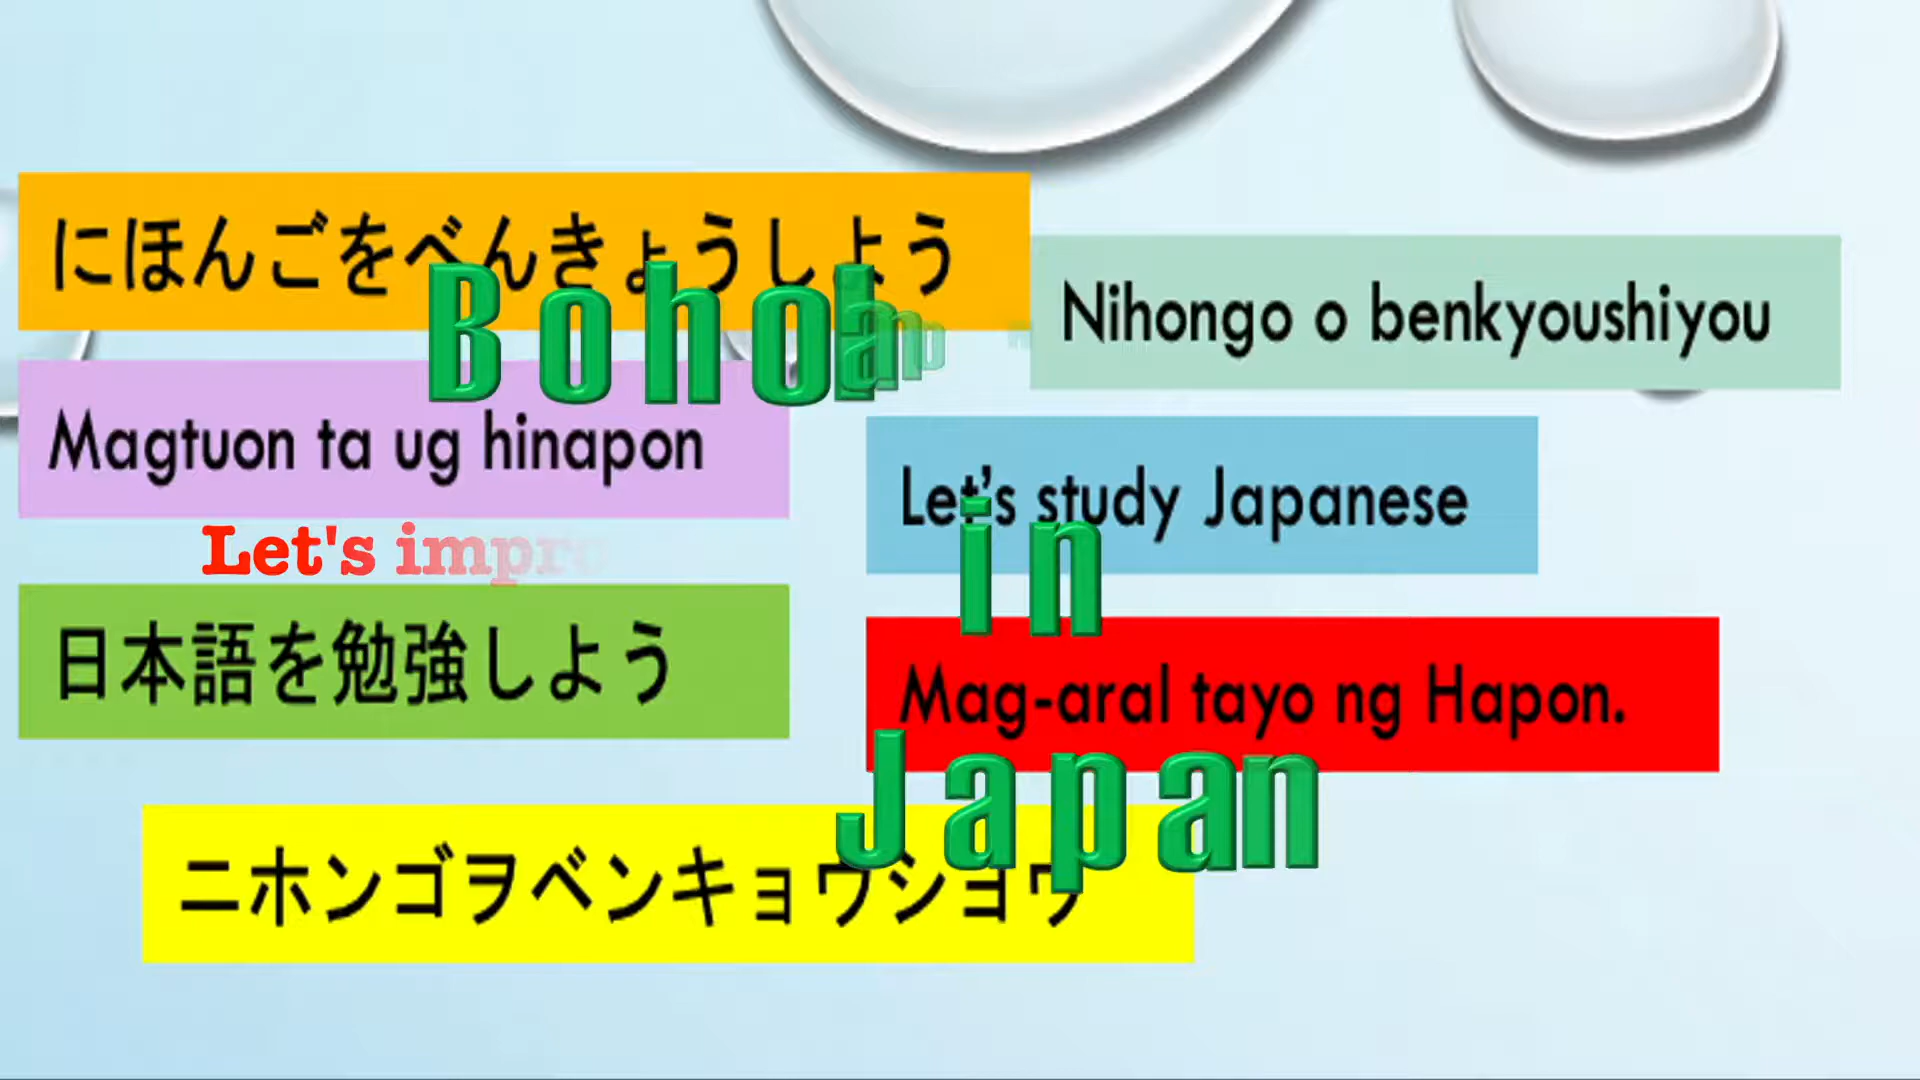 にほんごをべんきょうしよう
Nihongo o benkyoushiyou
Magtuon ta ug hinapon
Let's study Japanese
Let's
日本語を勉強しよう
Mag-aral tayo ng Hapon.
ニホンゴヲベンキョウシヨウ
in
Japan